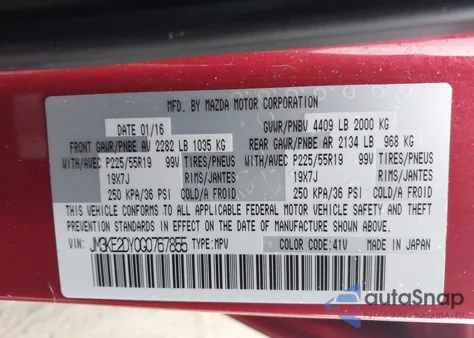 MFD. BY MAZDA MOTOR CORPORATION
DATE 01/16 GVWR/PNBV 4409 LB 2000 KG
FRONT GAWR/PNBE AV 2282 LB 1035 KG REAR GAWR/PNBE AR 2134 LB 968 KG
WITH/AVEC P225/55R19 99V TIRES/PNEUS WITH/AVEC P225/55R19 99V TIRES/PNEUS
19X7J RIMS/JANTES 19X7J RIMS/JANTES
250 KPA/36 PSI COLD/A FROID 250 KPA/36 PSI COLD/A FROID
THIS VEHICLE CONFORMS TO ALL APPLICABLE FEDERAL MOTOR VEHICLE SAFETY, BUMPER, AND THEFT
PREVENTION STANDARDS IN EFFECT ON THE DATE OF MANUFACTURE SHOWN ABOVE.
VIN: JM3KE2DY0G0767855 TYPE: MPV COLOR CODE: 41V MADE IN JAPAN
autoSnap